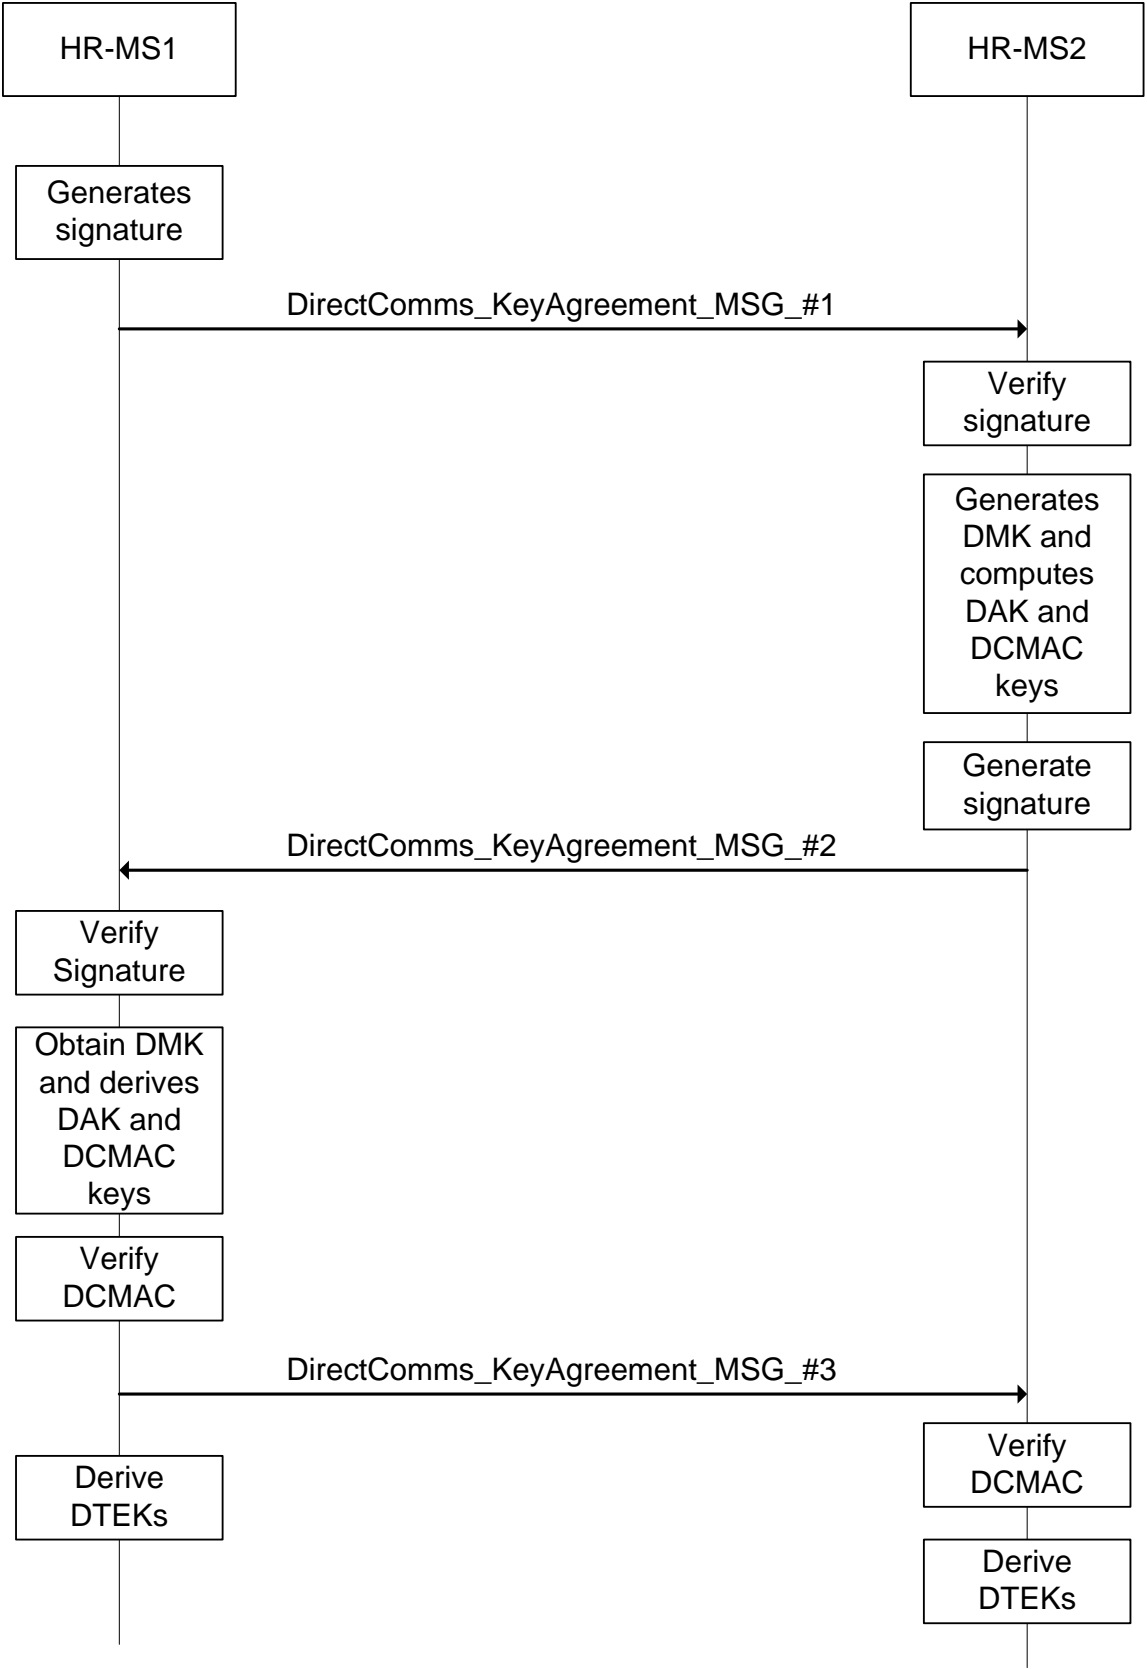 HR-MS1
HR-MS2
Generates
signature
DirectComms_KeyAgreement_MSG_#1
Verify
signature
Generates
DMK and
computes
DAK and
DCMAC
keys
Generate
signature
DirectComms_KeyAgreement_MSG_#2
Verify
Signature
Obtain DMK
and derives
DAK and
DCMAC
keys
Verify
DCMAC
DirectComms_KeyAgreement_MSG_#3
Verify
DCMAC
Derive
DTEKs
Derive
DTEKs